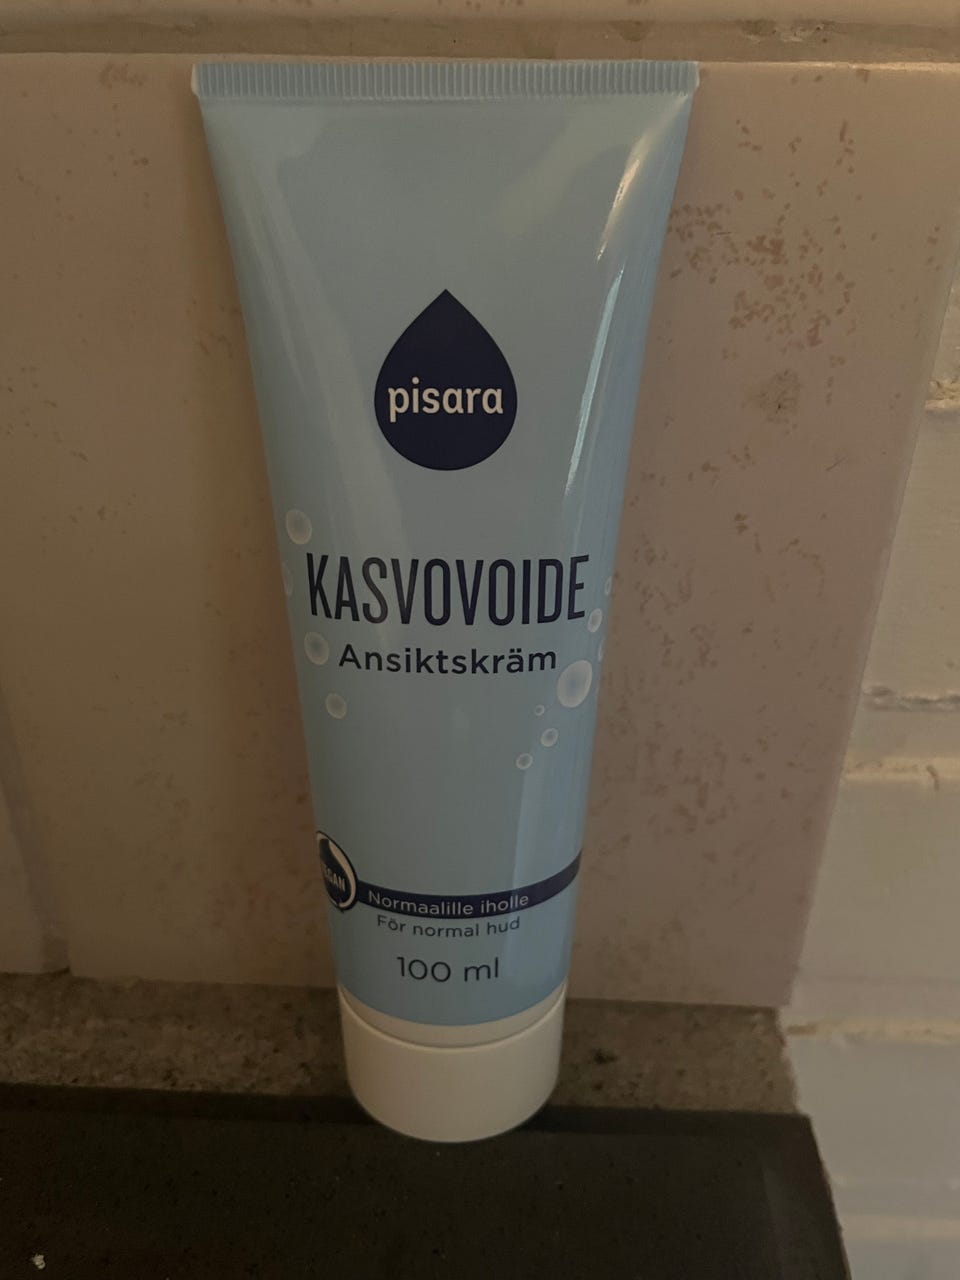 pisara
KASVOVOIDE
Ansiktskräm
Normaalille iholle
För normal hud
100 ml